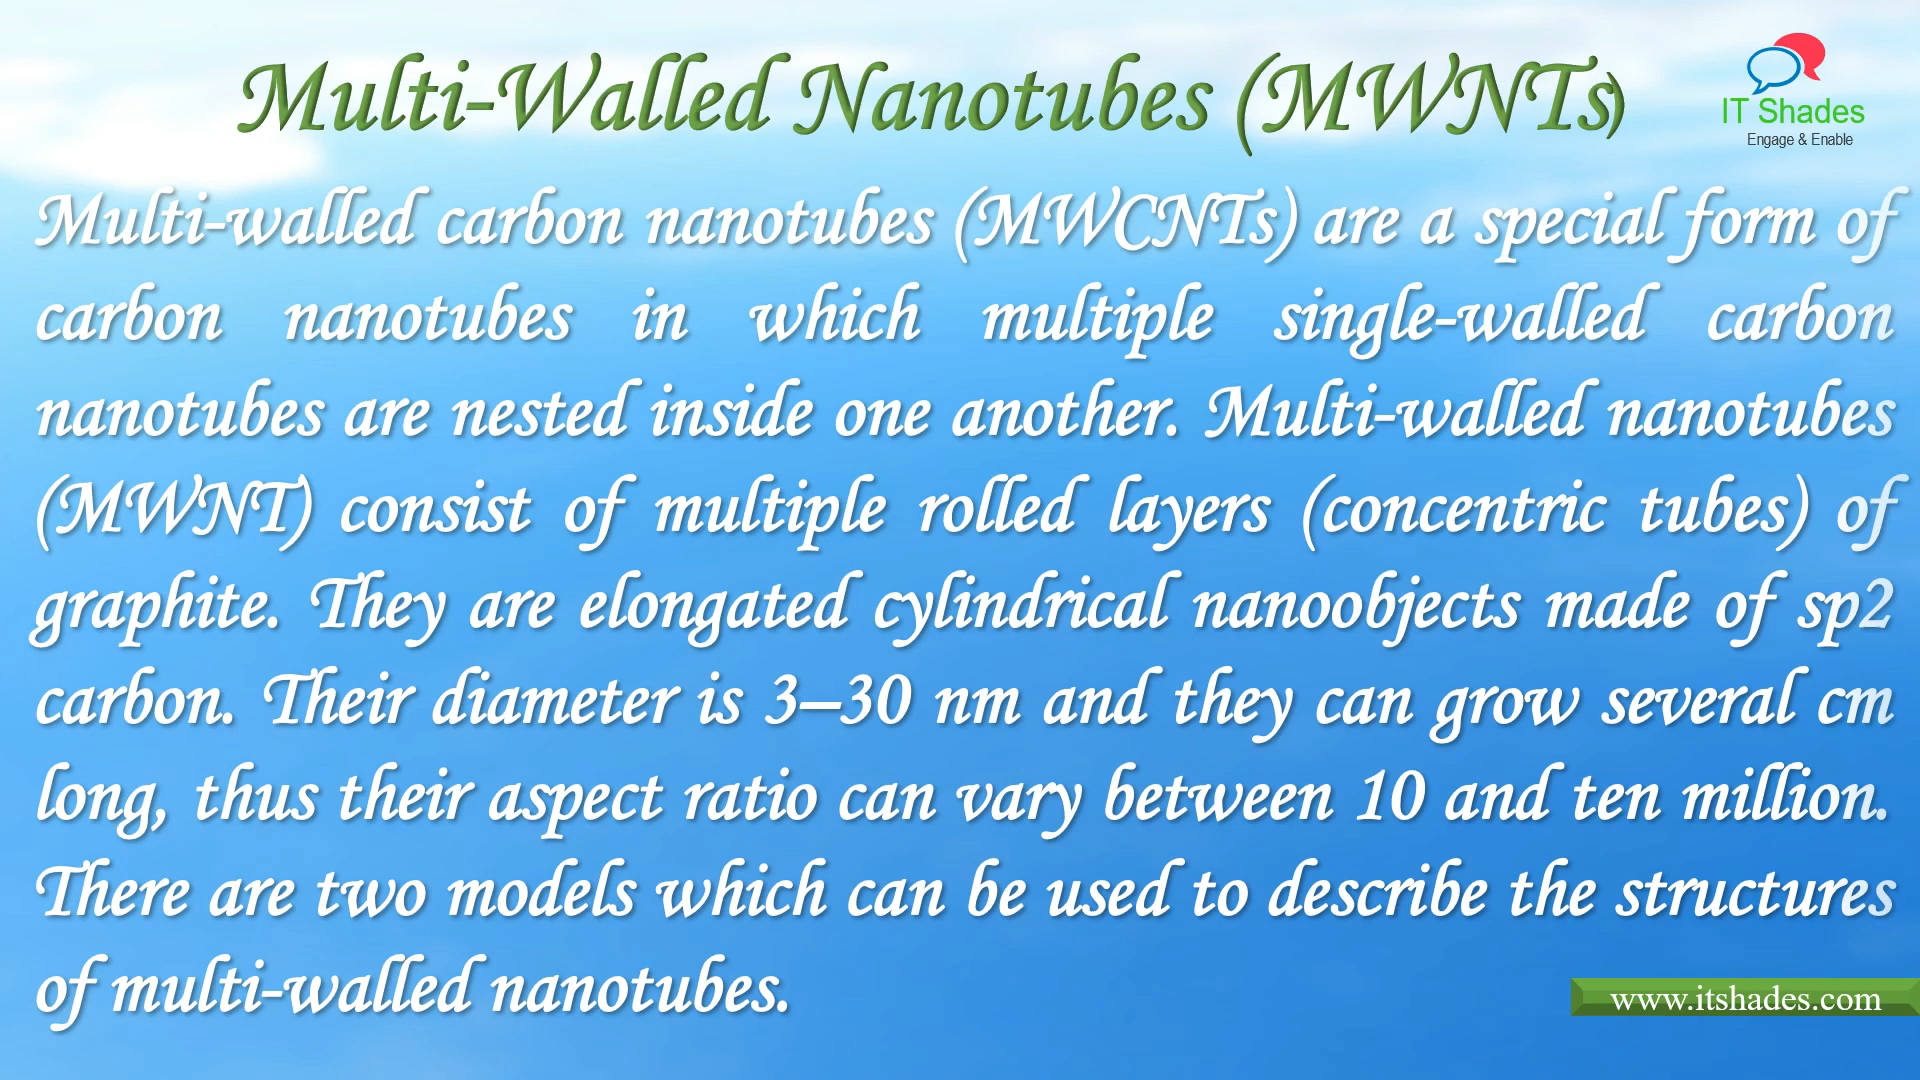 Multi-Walled Nanotubes (MWNTs)
IT Shades
Engage & Enable
Multi-walled carbon nanotubes (MWCNTs) are a special form of
carbon nanotubes in which multiple single-walled carbon
nanotubes are nested inside one another. Multi-walled nanotubes
(MWNT) consist of multiple rolled layers (concentric tubes) of
graphite. They are elongated cylindrical nanoobjects made of sp2
carbon. Their diameter is 3–30 nm and they can grow several cm
long, thus their aspect ratio can vary between 10 and ten million.
There are two models which can be used to describe the structures
of multi-walled nanotubes.
www.itshades.com